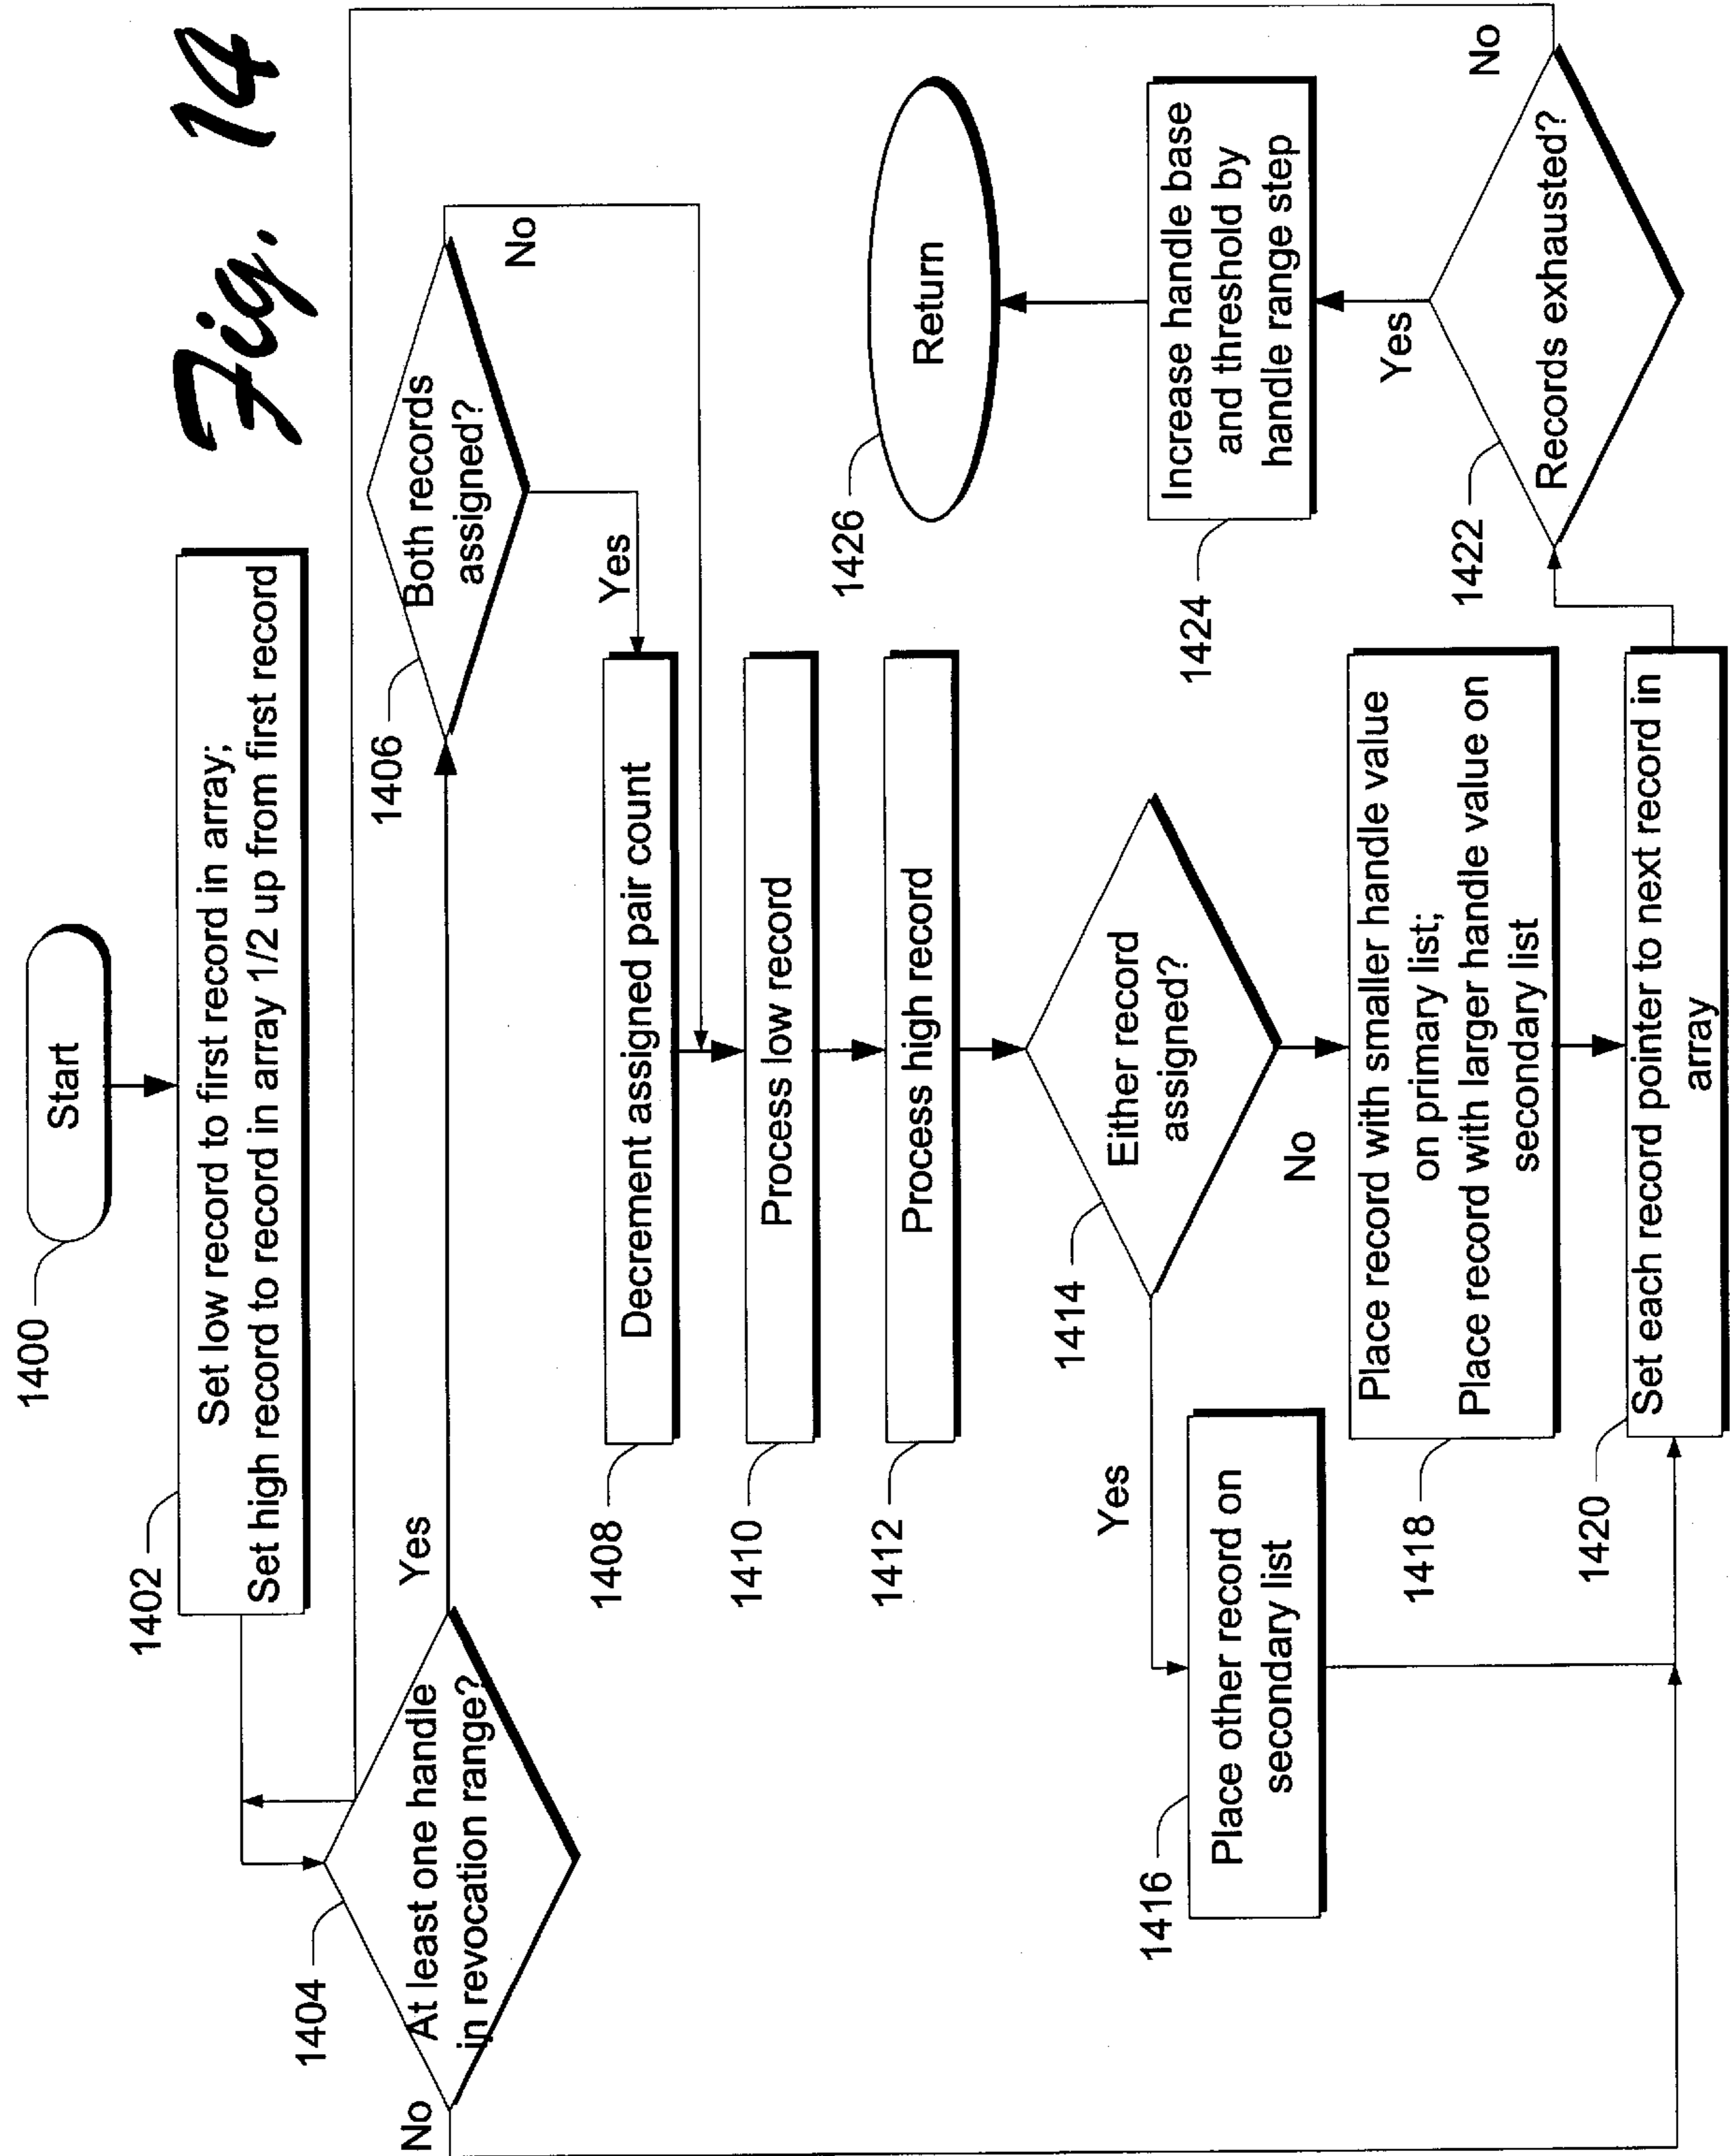 Fig. 14
1400
Start
1402
Set low record to first record in array;
Set high record to record in array 1/2 up from first record
1404
At least one handle
in revocation range?
No
Yes
1406
Both records
assigned?
No
Yes
1408
Decrement assigned pair count
1410
Process low record
1412
Process high record
1414
Either record
assigned?
Yes
No
1416
Place other record on
secondary list
1418
Place record with smaller handle value
on primary list;
Place record with larger handle value on
secondary list
1420
Set each record pointer to next record in
array
1422
Records exhausted?
No
Yes
1424
Increase handle base
and threshold by
handle range step
1426
Return